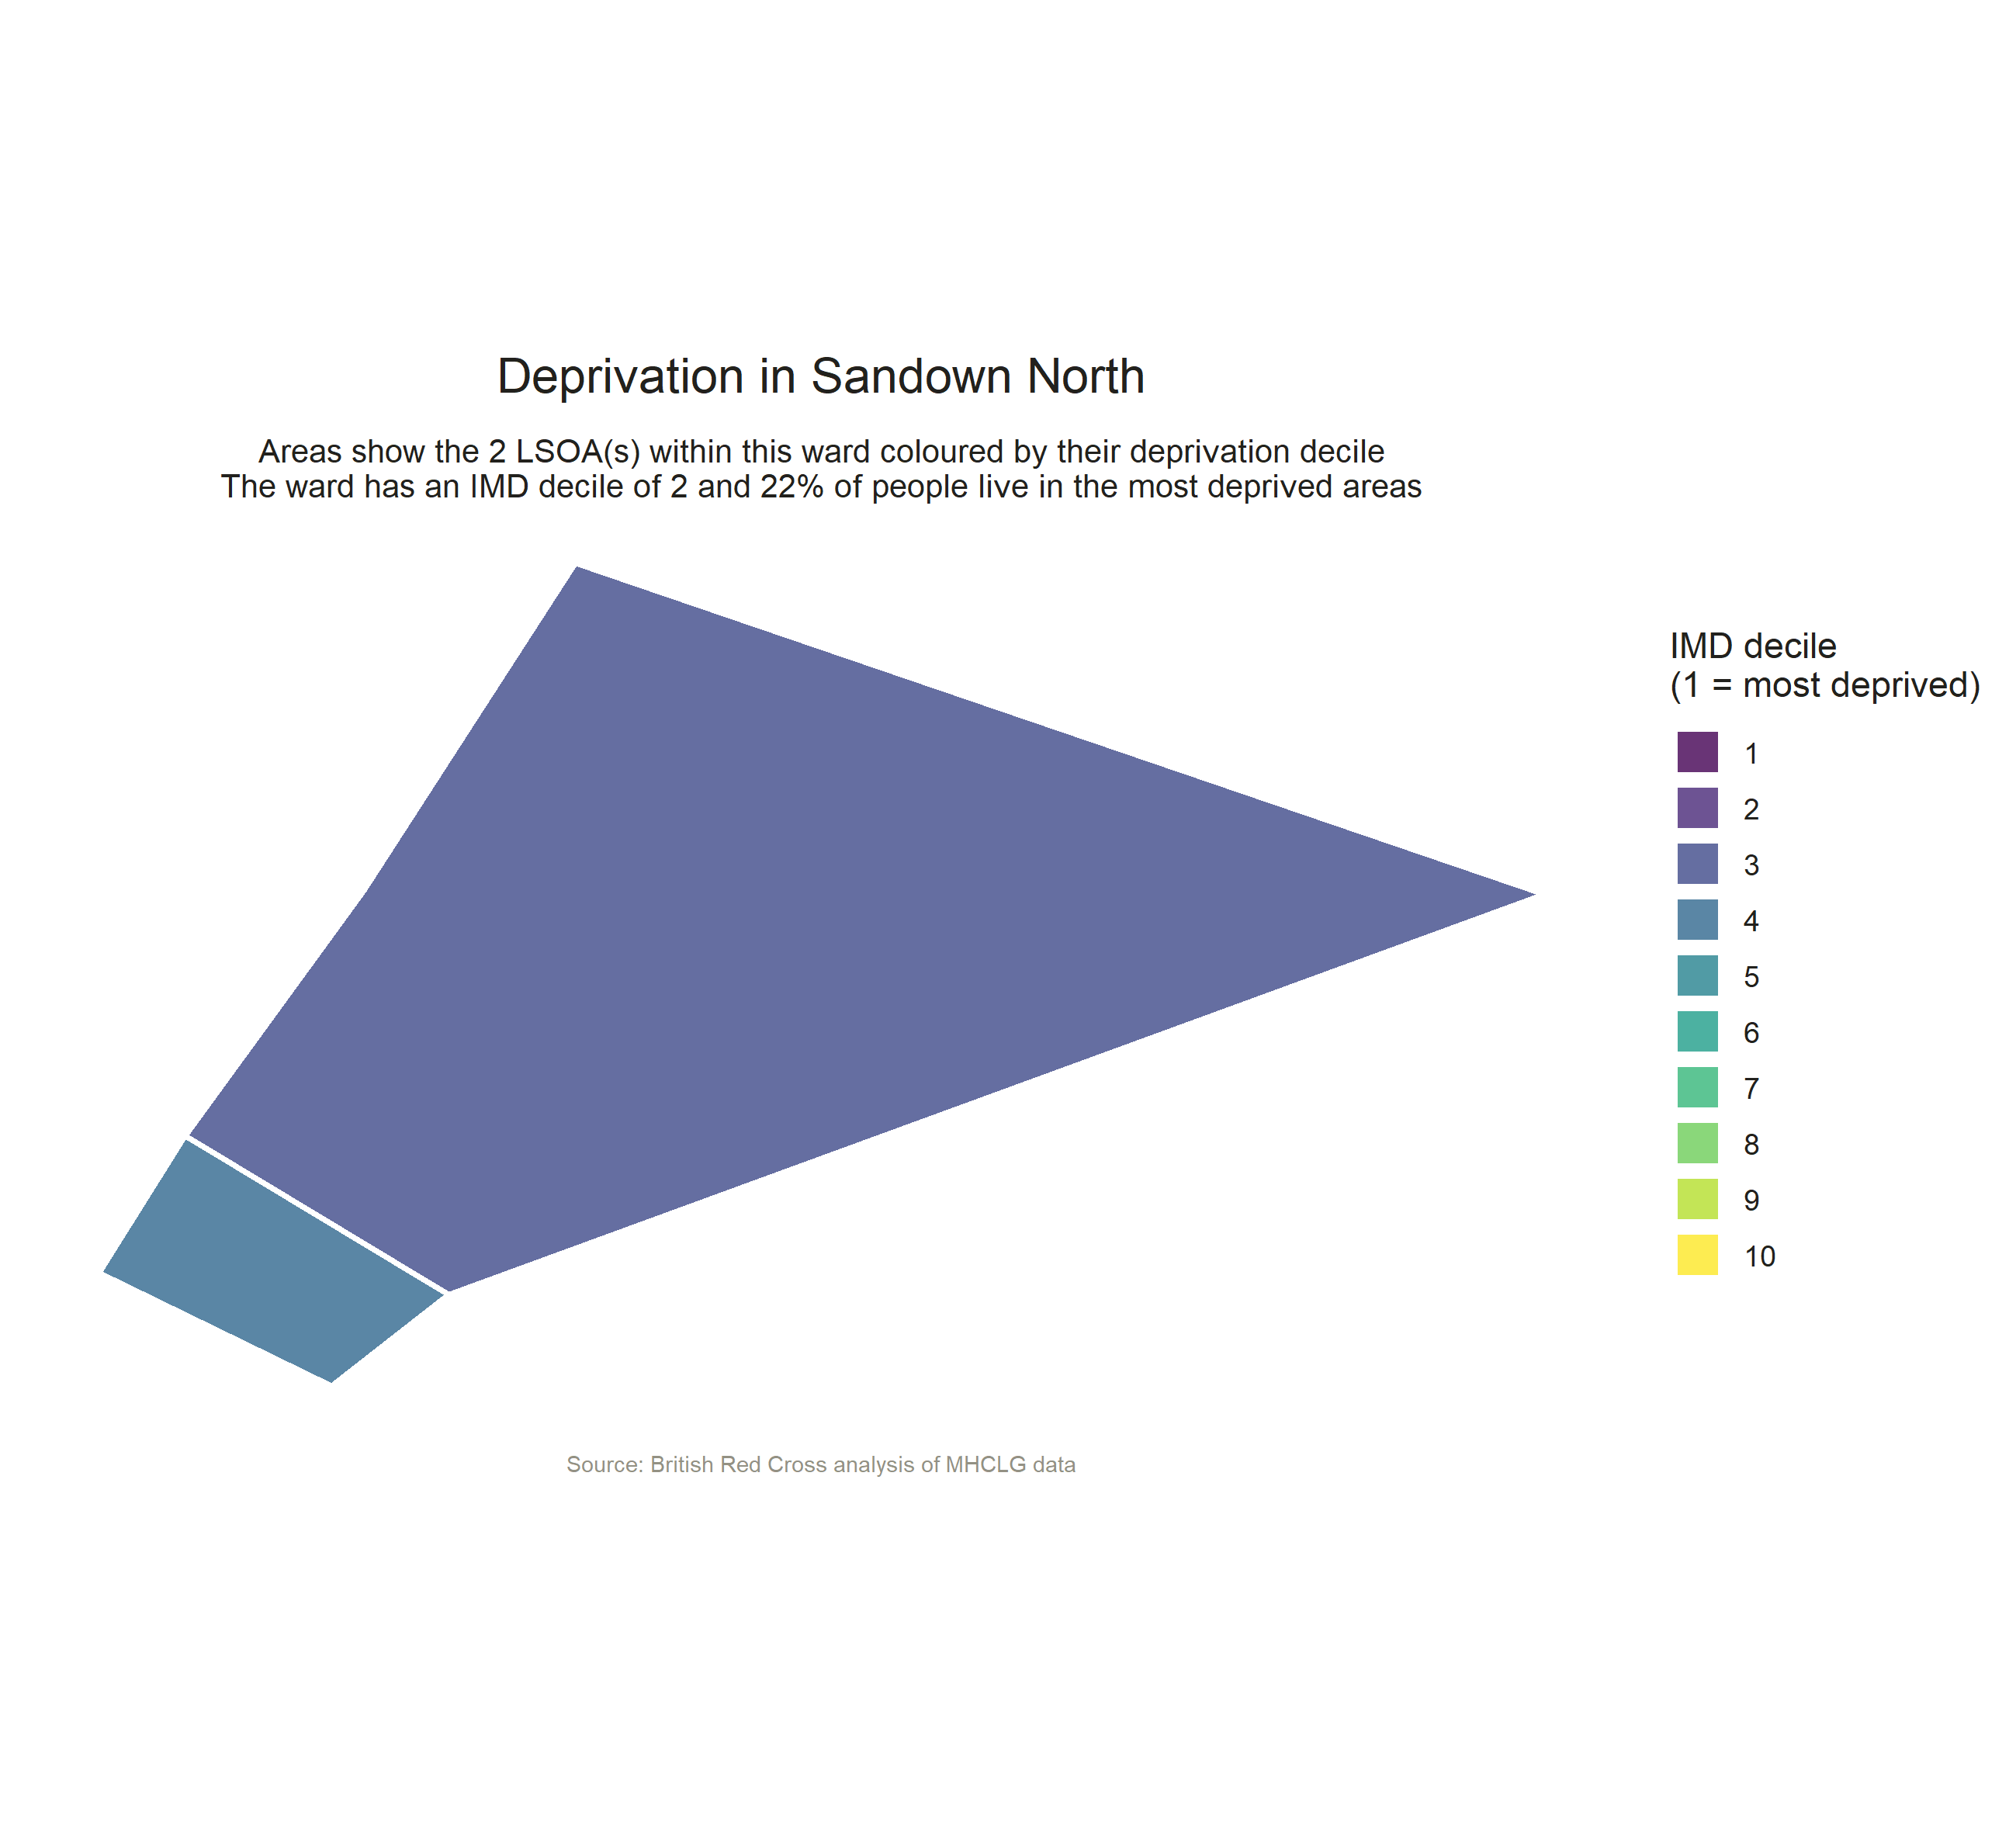 Deprivation in Sandown North
Areas show the 2 LSOA(s) within this ward coloured by their deprivation decile
The ward has an IMD decile of 2 and 22% of people live in the most deprived areas
IMD decile
(1 = most deprived)
1
2
3
4
5
6
7
8
9
10
Source: British Red Cross analysis of MHCLG data